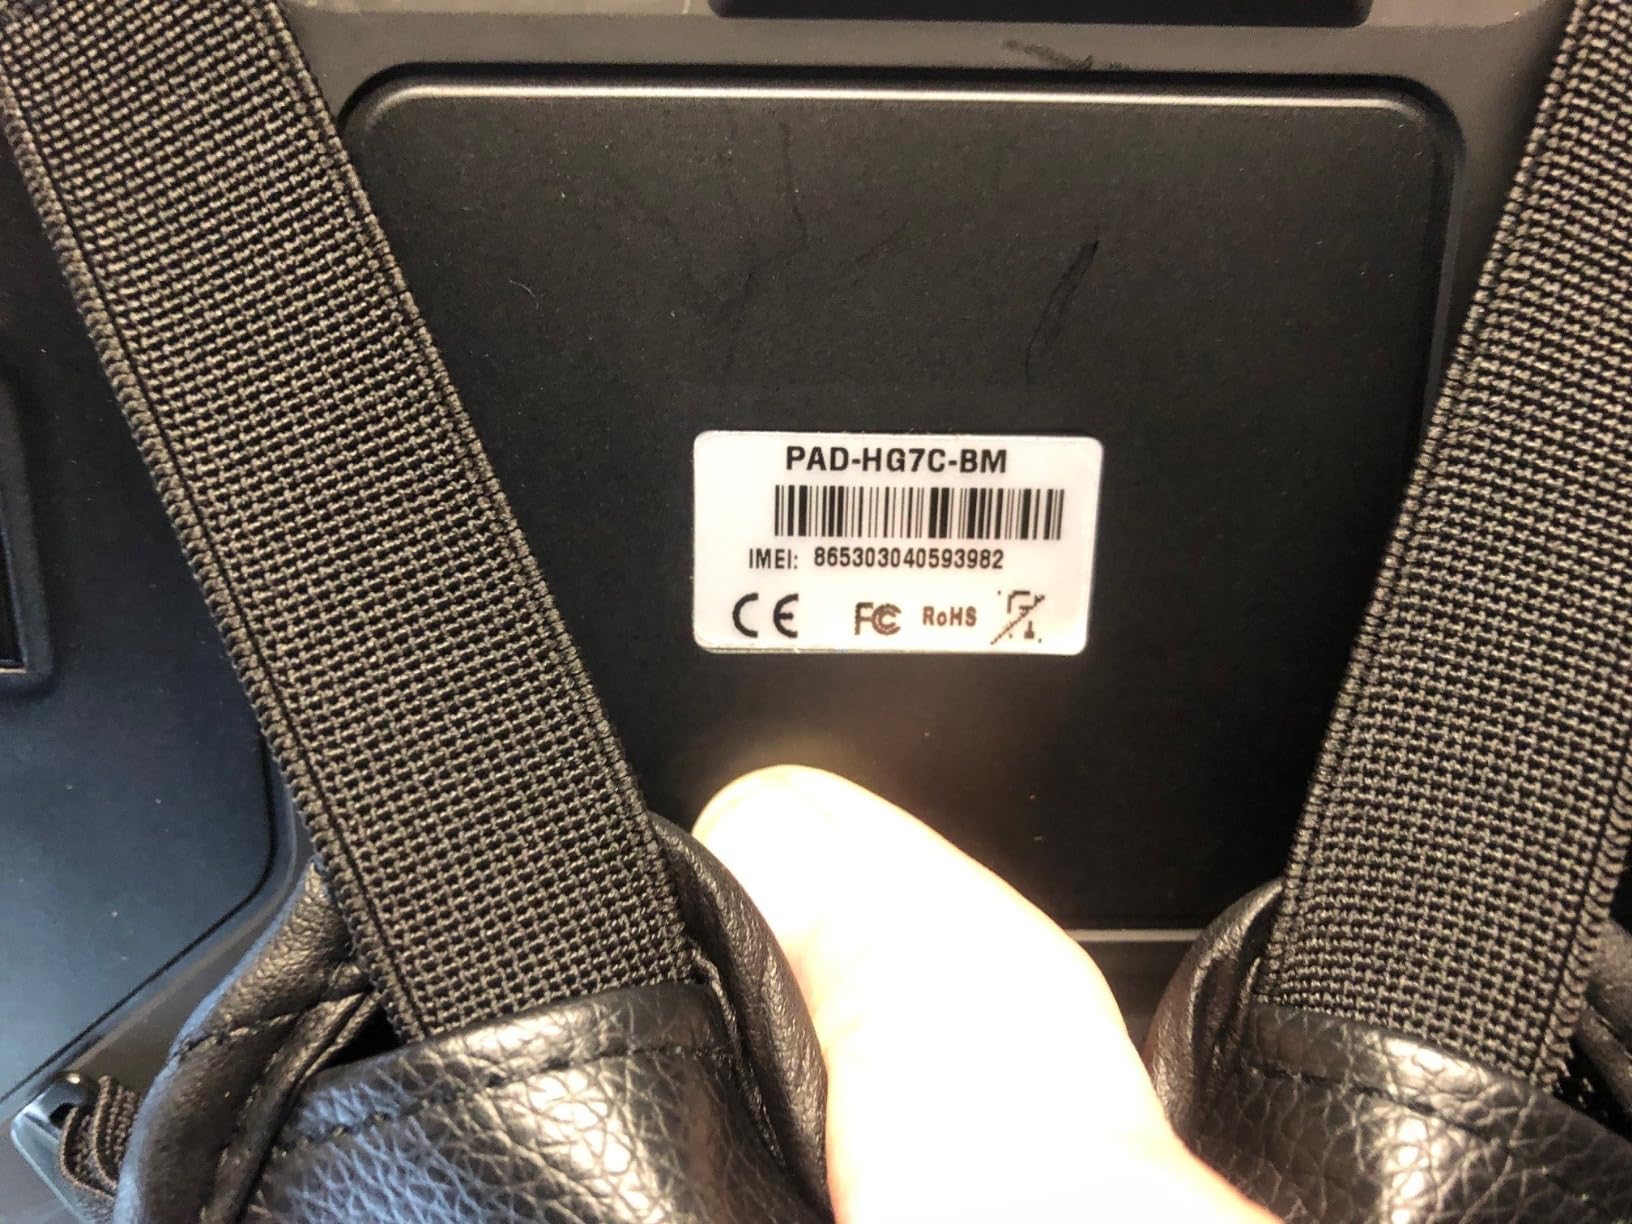 PAD-HG7C-BM
IMEI: 865303040593982
CE FC RoHS